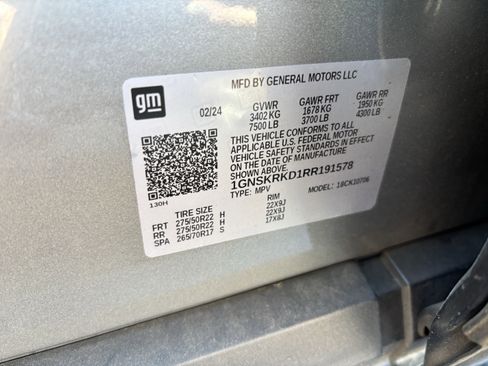 gm
MFD BY GENERAL MOTORS LLC
02/24 GVWR GAWR FRT GAWR RR
3402 KG 1678 KG 1950 KG
7500 LB 3700 LB 4300 LB
THIS VEHICLE CONFORMS TO ALL
APPLICABLE U.S. FEDERAL MOTOR
VEHICLE SAFETY STANDARDS IN EFFECT
ON THE DATE OF MANUFACTURE
SHOWN ABOVE.
1GNSKRKD1RR191578
TYPE: MPV MODEL: 18CK10706
130H
TIRE SIZE RIM
FRT 275/50R22 H 22X9J
RR 275/50R22 H 22X9J
SPA 265/70R17 S 17X8J